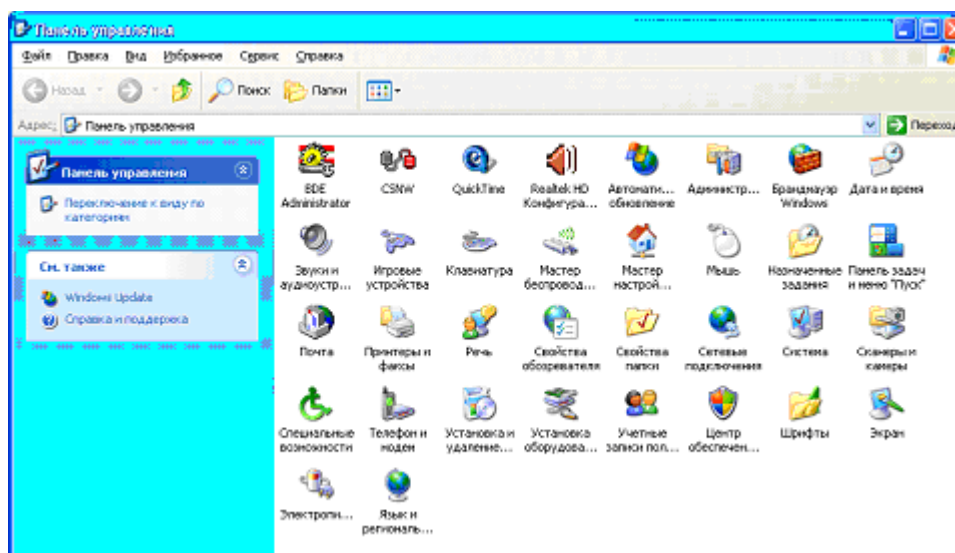 Панель управления
Файл Правка Вид Избранное Сервис Справка
Назад Поиск Папки
Адрес: Панель управления Переход
Панель управления
Переключение к виду по
категориям
См. также
Windows Update
Справка и поддержка
BDE
Administrator
CSNW
QuickTime
Realtek HD
Конфигура...
Автомати...
обновление
Администр...
Брандмауэр
Windows
Дата и время
Звуки и
аудиоустр...
Игровые
устройства
Клавиатура
Мастер
беспровод...
Мастер
настрой...
Мышь
Назначенные
задания
Панель задач
и меню "Пуск"
Почта
Принтеры и
факсы
Речь
Свойства
обозревателя
Свойства
папки
Сетевые
подключения
Система
Сканеры и
камеры
Специальные
возможности
Телефон и
модем
Установка и
удаление...
Установка
оборудова...
Учетные
записи пол...
Центр
обеспечен...
Шрифты
Экран
Электропи...
Язык и
региональ...